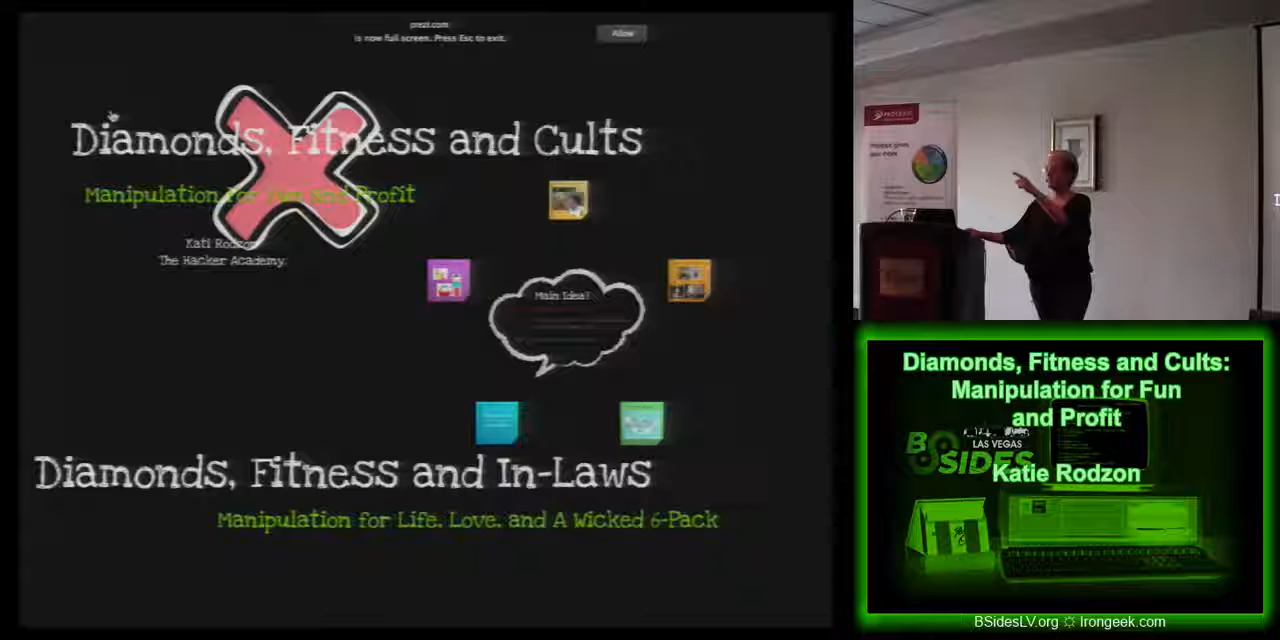 prezi.com
is now full screen. Press Esc to exit.
Allow
Diamonds, Fitness and Cults
Manipulation for Fun and Profit
Kati Rodzon
The Hacker Academy
Main Idea!
Diamonds, Fitness and In-Laws
Manipulation for Life, Love, and A Wicked 6-Pack
Diamonds, Fitness and Cults:
Manipulation for Fun
and Profit
BSIDES
LAS VEGAS
Katie Rodzon
BSidesLV.org ☼ Irongeek.com